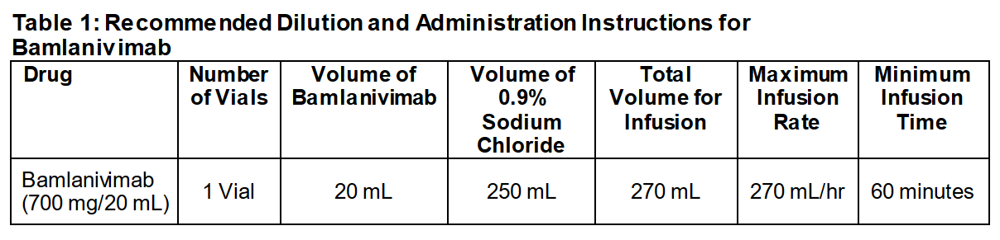 Table 1: Recommended Dilution and Administration Instructions for
Bamlanivimab
Drug
Number
of Vials
Volume of
Bamlanivimab
Volume of
0.9%
Sodium
Chloride
Total
Volume for
Infusion
Maximum
Infusion
Rate
Minimum
Infusion
Time
Bamlanivimab
(700 mg/20 mL)
1 Vial
20 mL
250 mL
270 mL
270 mL/hr
60 minutes